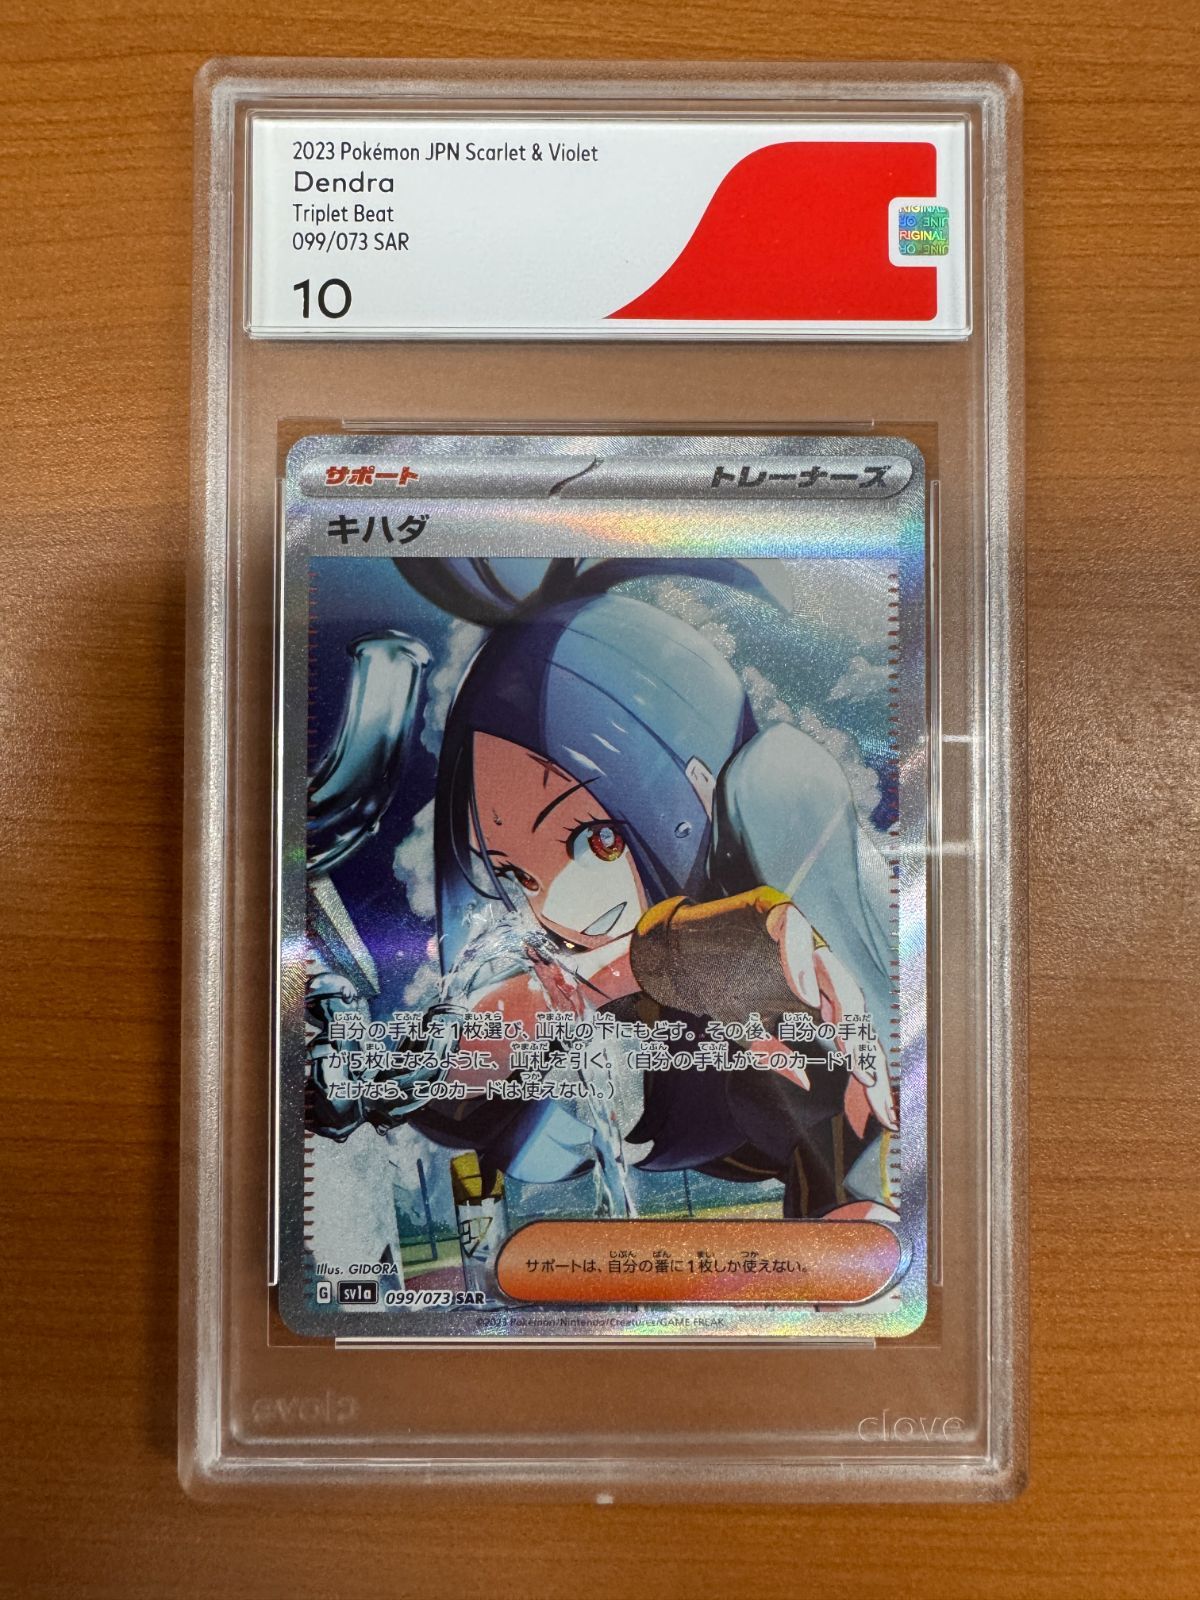 2023 Pokémon JPN Scarlet & Violet
Dendra
Triplet Beat
099/073 SAR
10
ORIGINAL
サポート
トレーナーズ
キハダ
自分の手札を1枚選び、山札の下にもどす。その後、自分の手札
が5枚になるように、山札を引く。（自分の手札がこのカード1枚
だけなら、このカードは使えない。）
サポートは、自分の番に1枚しか使えない。
Illus. GIDORA
G sv1a 099/073 SAR
©2023 Pokémon/Nintendo/Creatures/GAME FREAK
clove